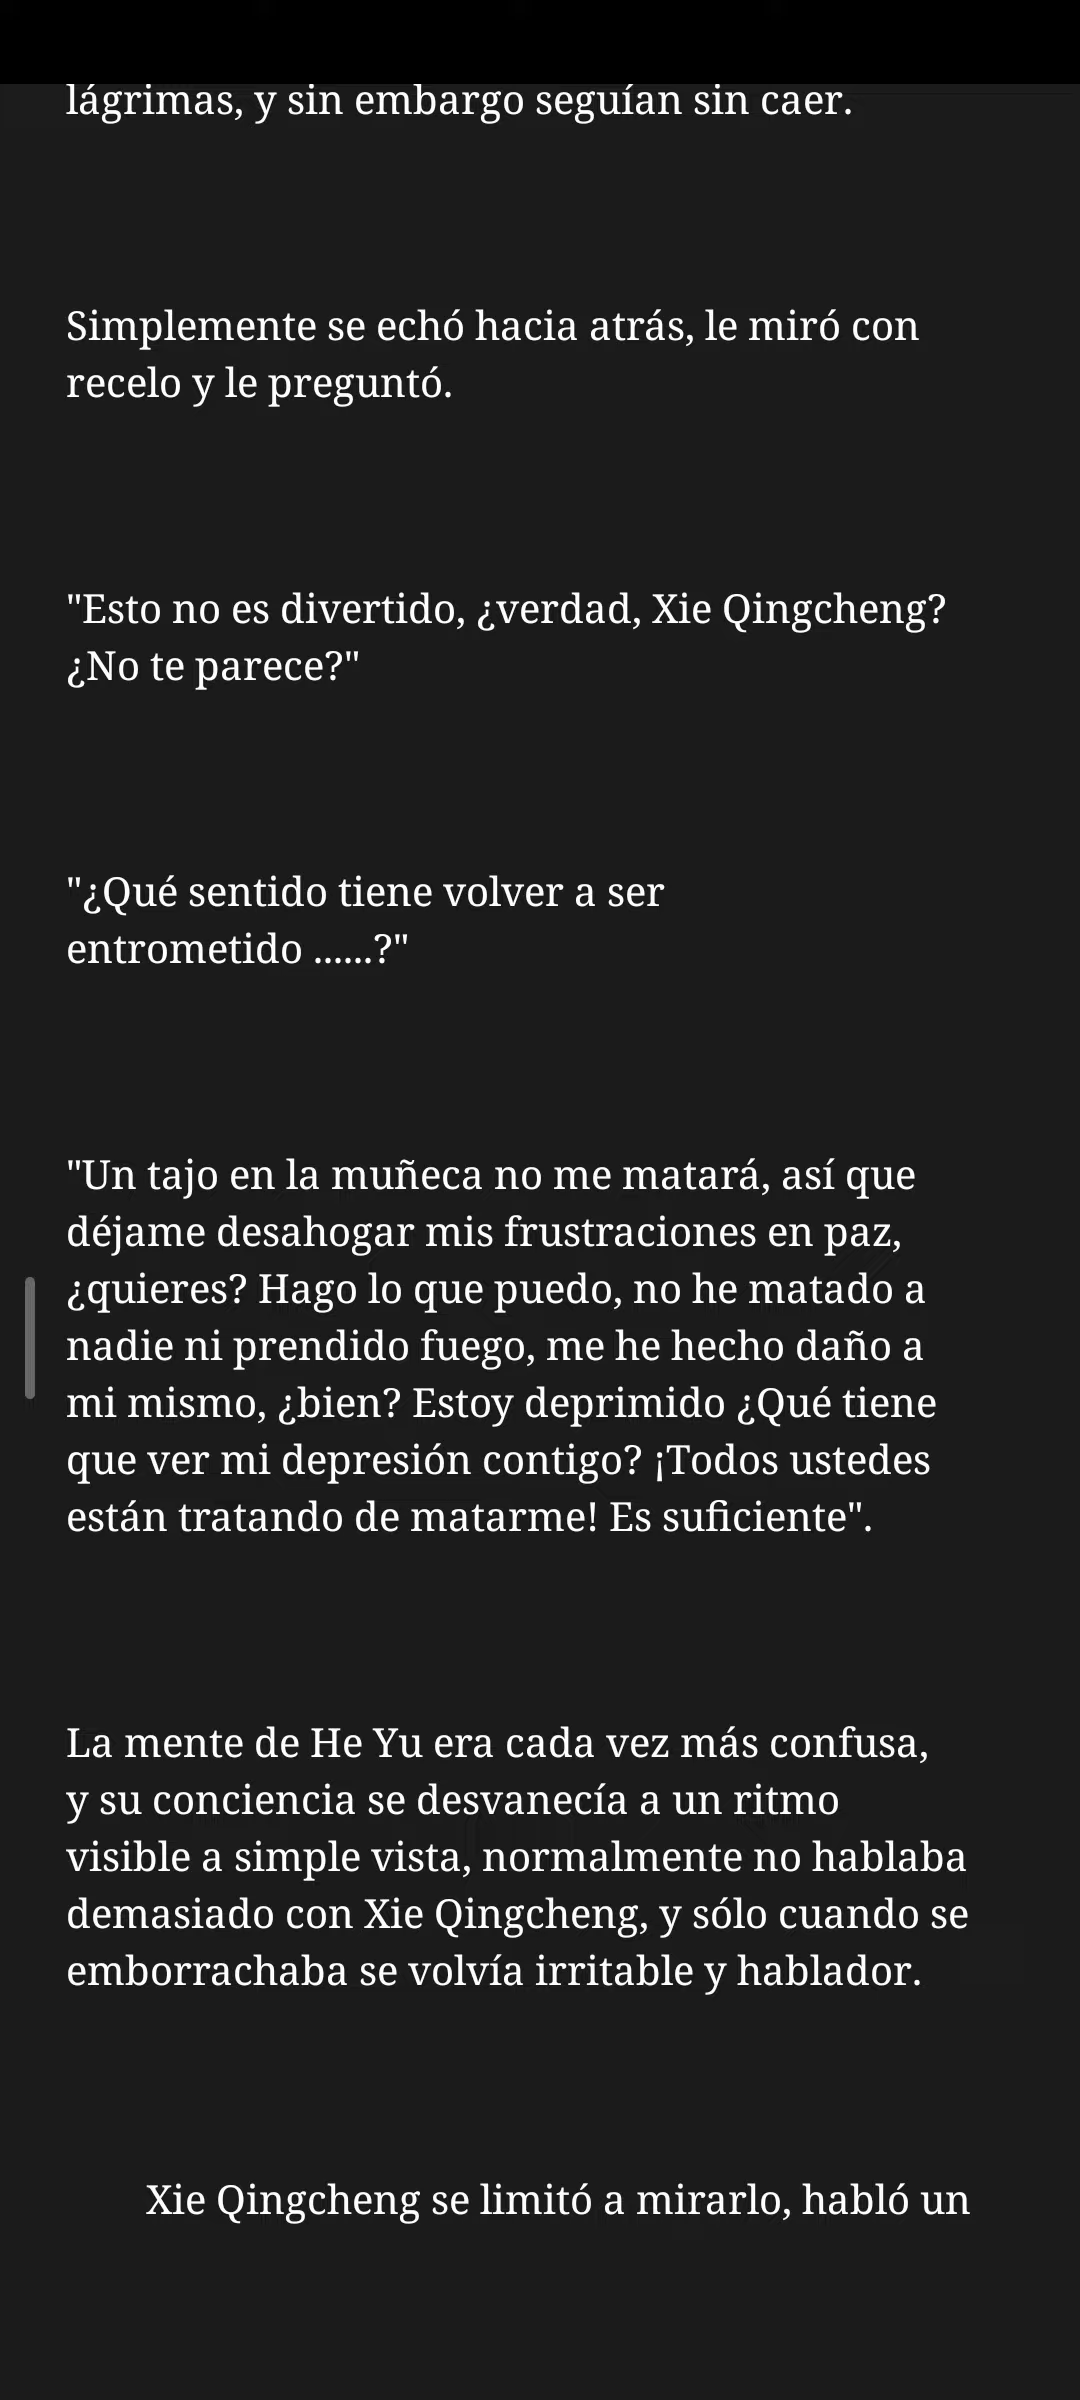 lágrimas, y sin embargo seguían sin caer.
Simplemente se echó hacia atrás, le miró con
recelo y le preguntó.
"Esto no es divertido, ¿verdad, Xie Qingcheng?
¿No te parece?"
"¿Qué sentido tiene volver a ser
entrometido ......?"
"Un tajo en la muñeca no me matará, así que
déjame desahogar mis frustraciones en paz,
¿quieres? Hago lo que puedo, no he matado a
nadie ni prendido fuego, me he hecho daño a
mi mismo, ¿bien? Estoy deprimido ¿Qué tiene
que ver mi depresión contigo? ¡Todos ustedes
están tratando de matarme! Es suficiente".
La mente de He Yu era cada vez más confusa,
y su conciencia se desvanecía a un ritmo
visible a simple vista, normalmente no hablaba
demasiado con Xie Qingcheng, y sólo cuando se
emborrachaba se volvía irritable y hablador.
Xie Qingcheng se limitó a mirarlo, habló un